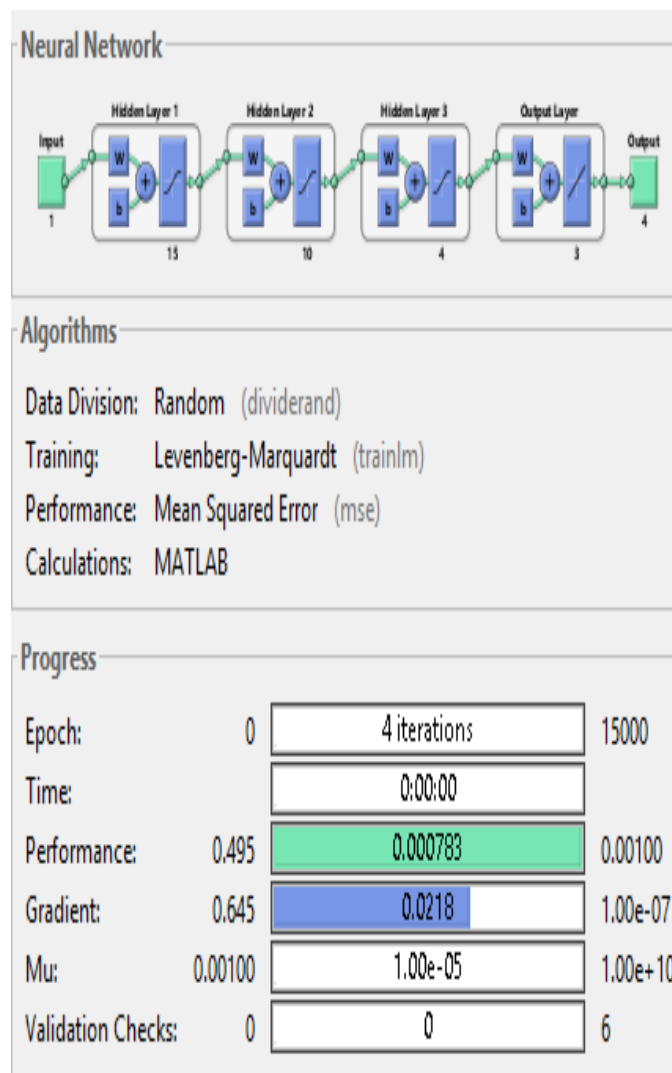 Neural Network
Hidden Layer 1 Hidden Layer 2 Hidden Layer 3 Output Layer
Input Output
W W W W
+ + + +
b b b b
1 4
15 10 4 3
Algorithms
Data Division: Random (dividerand)
Training: Levenberg-Marquardt (trainlm)
Performance: Mean Squared Error (mse)
Calculations: MATLAB
Progress
Epoch: 0 4 iterations 15000
Time: 0:00:00
Performance: 0.495 0.000783 0.00100
Gradient: 0.645 0.0218 1.00e-07
Mu: 0.00100 1.00e-05 1.00e+10
Validation Checks: 0 0 6